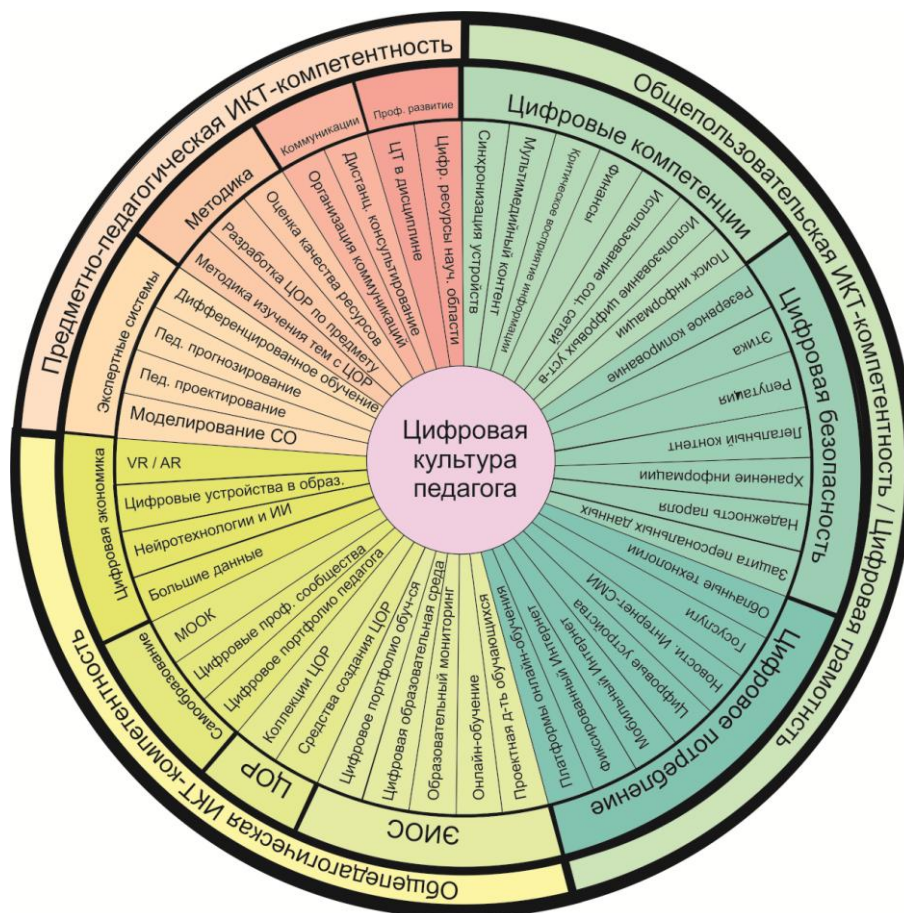 Цифровая
культура
педагога
Общепользовательская ИКТ-компетентность / Цифровая грамотность
Цифровые компетенции
Синхронизация устройств
Мультимедийный контент
Критическое восприятие информации
Финансы
Использование соц. сетей
Использование цифровых уст-в
Поиск информации
Цифровая безопасность
Резервное копирование
Этика
Репутация
Легальный контент
Хранение информации
Надежность пароля
Защита персональных данных
Цифровое потребление
Облачные технологии
Госуслуги
Новости. Интернет-СМИ
Цифровые устройства
Мобильный Интернет
Фиксированный Интернет
Платформы онлайн-обучения
Общепедагогическая ИКТ-компетентность
ЭИОС
Проектная д-ть обучающихся
Онлайн-обучение
Образовательный мониторинг
Цифровая образовательная среда
Цифровое портфолио обуч-ся
ЦОР
Средства создания ЦОР
Коллекции ЦОР
Самообразование
Цифровое портфолио педагога
Цифровые проф. сообщества
МООК
Цифровая экономика
Большие данные
Нейротехнологии и ИИ
Цифровые устройства в образ.
VR / AR
Предметно-педагогическая ИКТ-компетентность
Экспертные системы
Моделирование СО
Пед. проектирование
Пед. прогнозирование
Дифференцированное обучение
Методика
Методика изучения тем с ЦОР
Разработка ЦОР по предмету
Оценка качества ресурсов
Коммуникации
Организация коммуникаций
Дистанц. консультирование
Проф. развитие
ЦТ в дисциплине
Цифр. ресурсы науч. области